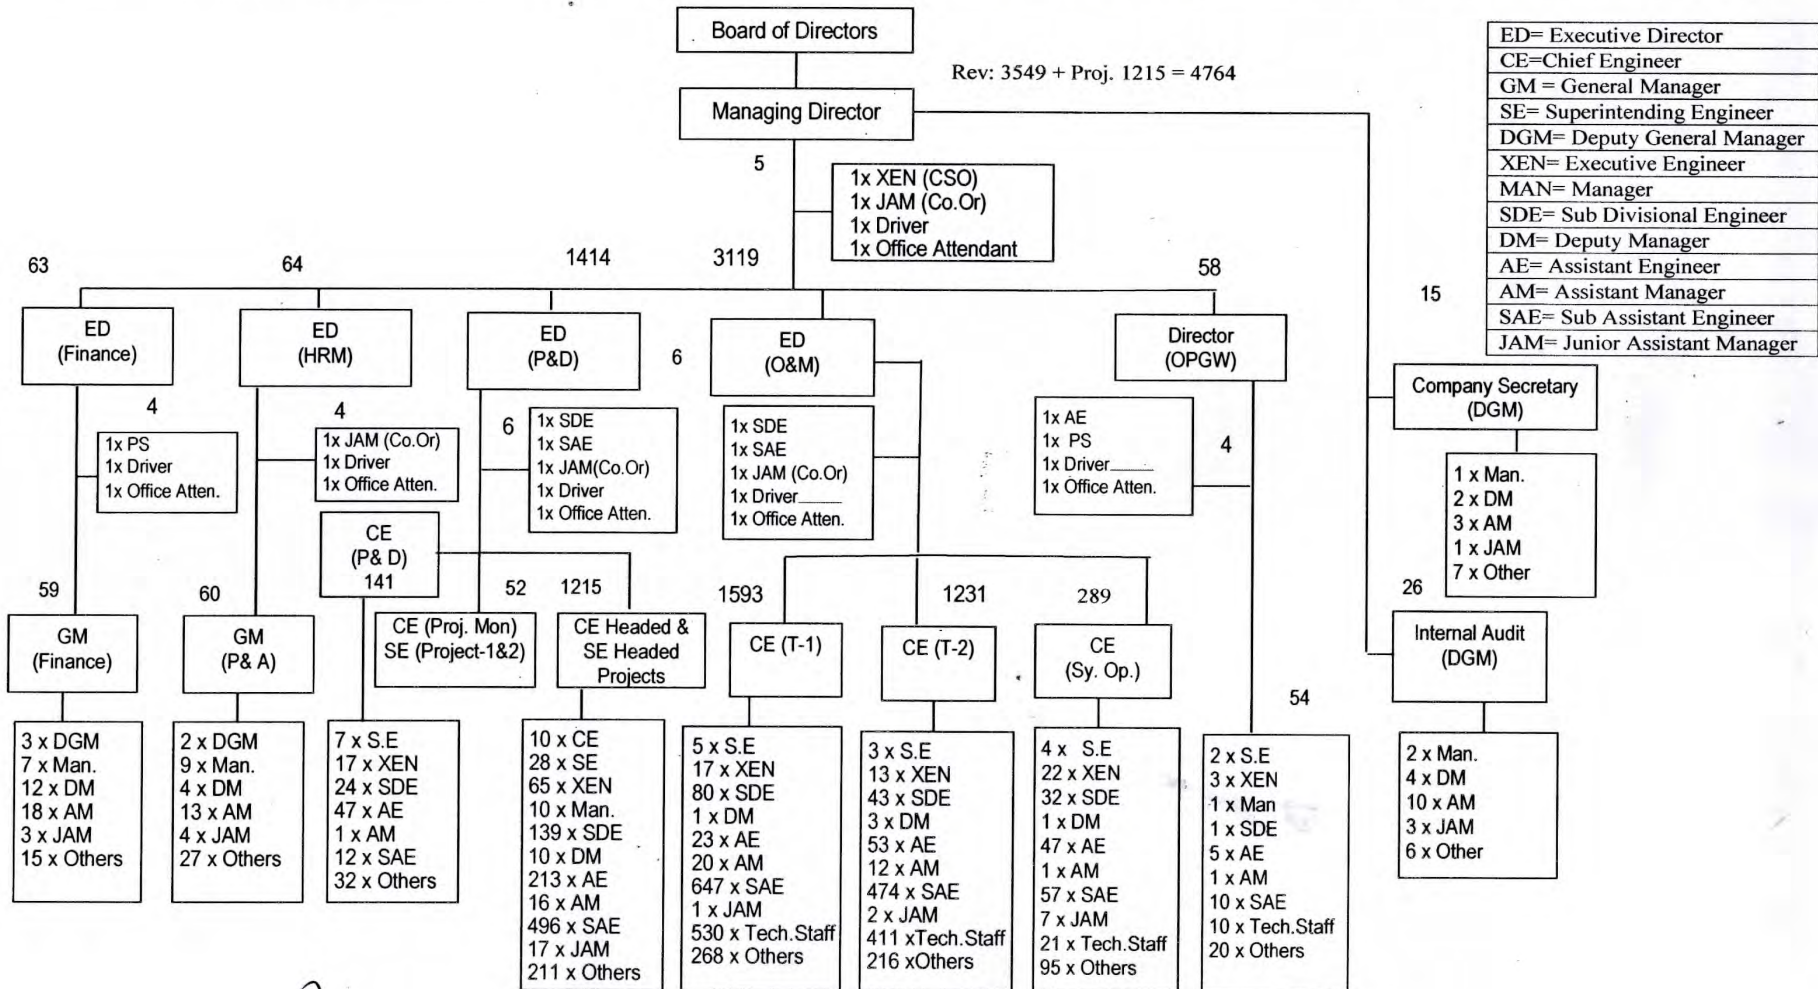 Board of Directors
Rev: 3549 + Proj. 1215 = 4764
Managing Director
ED= Executive Director
CE=Chief Engineer
GM = General Manager
SE= Superintending Engineer
DGM= Deputy General Manager
XEN= Executive Engineer
MAN= Manager
SDE= Sub Divisional Engineer
DM= Deputy Manager
AE= Assistant Engineer
AM= Assistant Manager
SAE= Sub Assistant Engineer
JAM= Junior Assistant Manager
5
1x XEN (CSO)
1x JAM (Co.Or)
1x Driver
1x Office Attendant
63
64
1414
3119
58
15
ED
(Finance)
ED
(HRM)
ED
(P&D)
6
ED
(O&M)
Director
(OPGW)
Company Secretary
(DGM)
4
1x PS
1x Driver
1x Office Atten.
4
1x JAM (Co.Or)
1x Driver
1x Office Atten.
6
1x SDE
1x SAE
1x JAM(Co.Or)
1x Driver
1x Office Atten.
1x SDE
1x SAE
1x JAM (Co.Or)
1x Driver
1x Office Atten.
1x AE
1x PS
1x Driver
1x Office Atten.
4
1 x Man.
2 x DM
3 x AM
1 x JAM
7 x Other
CE
(P& D)
141
59
60
52
1215
1593
1231
289
26
GM
(Finance)
GM
(P& A)
CE (Proj. Mon)
SE (Project-1&2)
CE Headed &
SE Headed
Projects
CE (T-1)
CE (T-2)
CE
(Sy. Op.)
Internal Audit
(DGM)
54
3 x DGM
7 x Man.
12 x DM
18 x AM
3 x JAM
15 x Others
2 x DGM
9 x Man.
4 x DM
13 x AM
4 x JAM
27 x Others
7 x S.E
17 x XEN
24 x SDE
47 x AE
1 x AM
12 x SAE
32 x Others
10 x CE
28 x SE
65 x XEN
10 x Man.
139 x SDE
10 x DM
213 x AE
16 x AM
496 x SAE
17 x JAM
211 x Others
5 x S.E
17 x XEN
80 x SDE
1 x DM
23 x AE
20 x AM
647 x SAE
1 x JAM
530 x Tech.Staff
268 x Others
3 x S.E
13 x XEN
43 x SDE
3 x DM
53 x AE
12 x AM
474 x SAE
2 x JAM
411 xTech.Staff
216 xOthers
4 x S.E
22 x XEN
32 x SDE
1 x DM
47 x AE
1 x AM
57 x SAE
7 x JAM
21 x Tech.Staff
95 x Others
2 x S.E
3 x XEN
1 x Man
1 x SDE
5 x AE
1 x AM
10 x SAE
10 x Tech.Staff
20 x Others
2 x Man.
4 x DM
10 x AM
3 x JAM
6 x Other